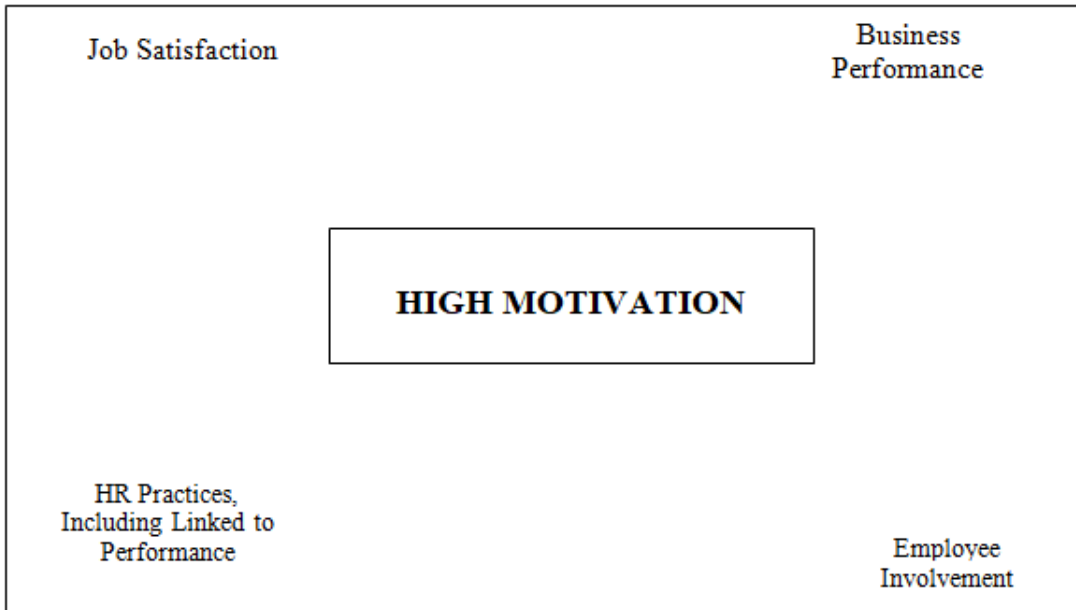 Job Satisfaction
Business
Performance
HIGH MOTIVATION
HR Practices,
Including Linked to
Performance
Employee
Involvement